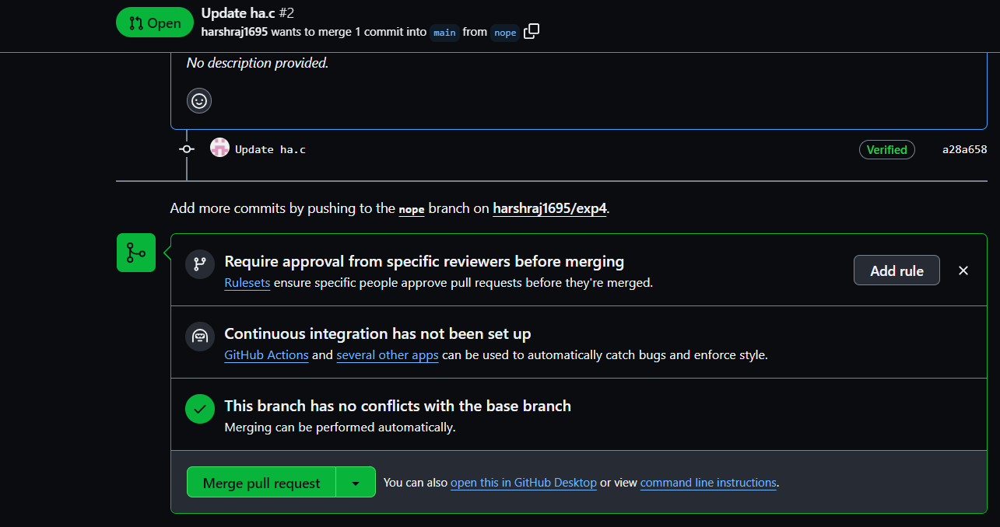 Open
Update ha.c #2
harshraj1695 wants to merge 1 commit into main from nope
No description provided.
Update ha.c Verified a28a658
Add more commits by pushing to the nope branch on harshraj1695/exp4.
Require approval from specific reviewers before merging
Rulesets ensure specific people approve pull requests before they're merged.
Add rule
Continuous integration has not been set up
GitHub Actions and several other apps can be used to automatically catch bugs and enforce style.
This branch has no conflicts with the base branch
Merging can be performed automatically.
Merge pull request You can also open this in GitHub Desktop or view command line instructions.